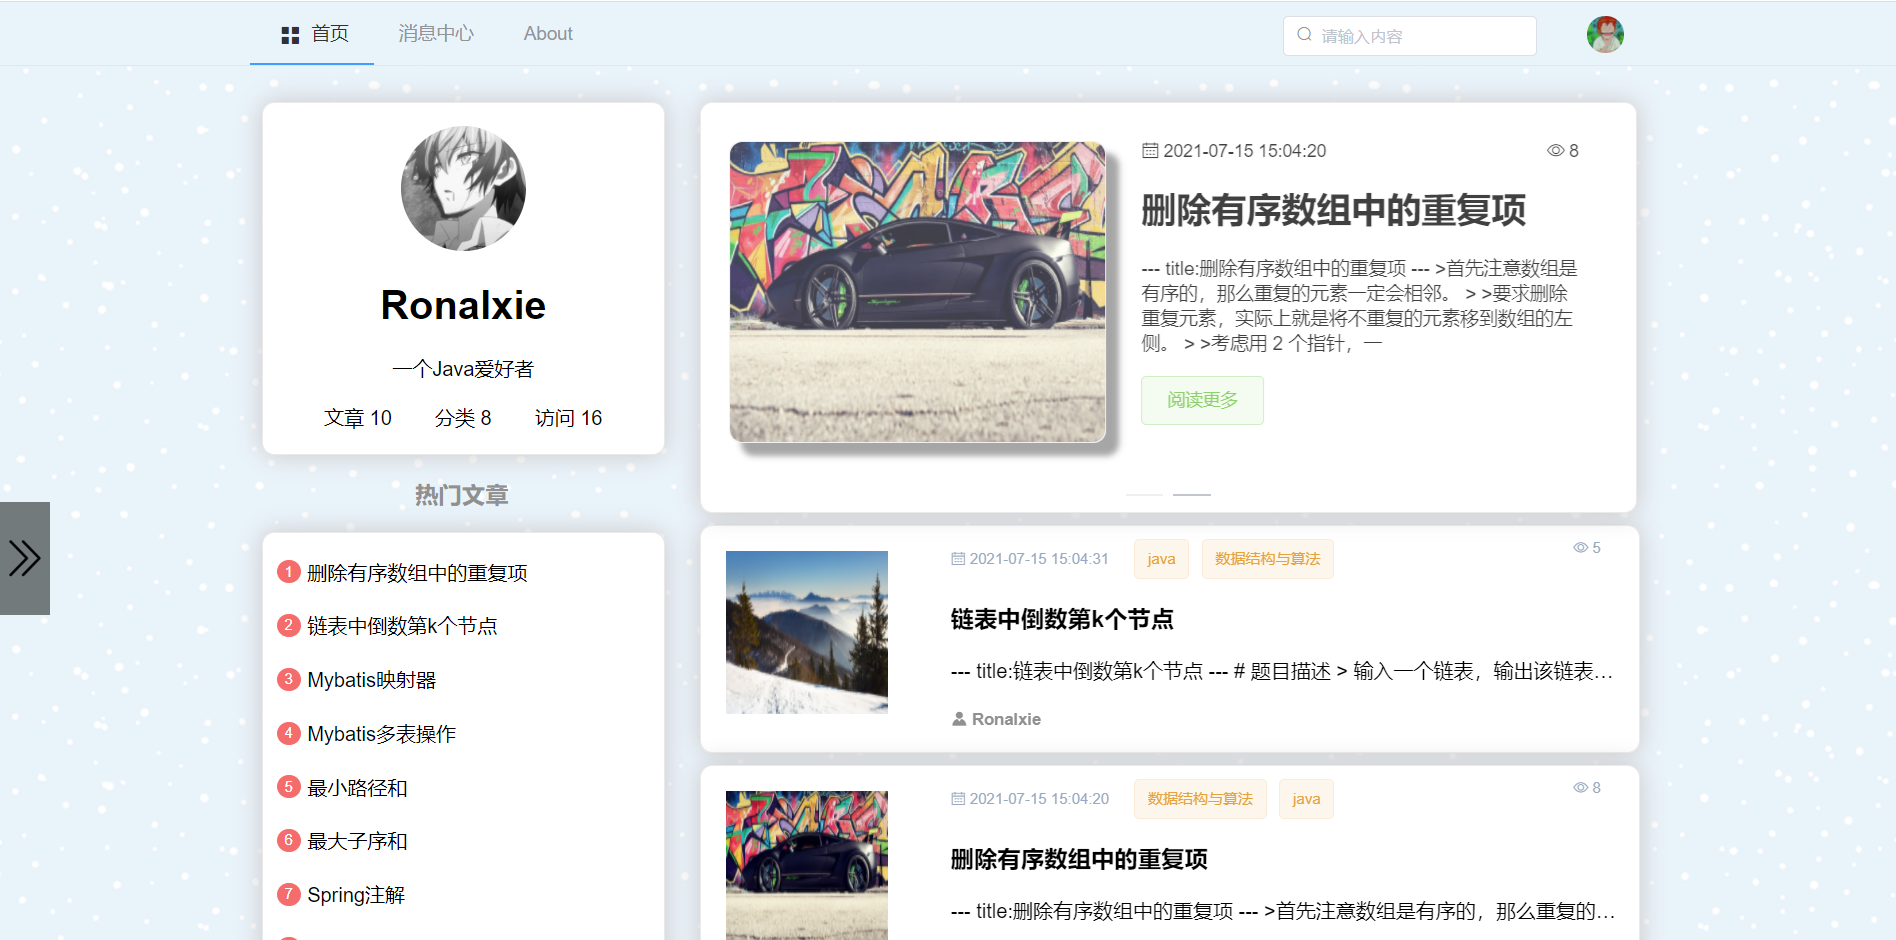 首页
消息中心
About
请输入内容
Ronalxie
一个Java爱好者
文章 10
分类 8
访问 16
热门文章
1 删除有序数组中的重复项
2 链表中倒数第k个节点
3 Mybatis映射器
4 Mybatis多表操作
5 最小路径和
6 最大子序和
7 Spring注解
2021-07-15 15:04:20
8
删除有序数组中的重复项
--- title:删除有序数组中的重复项 --- >首先注意数组是
有序的，那么重复的元素一定会相邻。 > >要求删除
重复元素，实际上就是将不重复的元素移到数组的左
侧。 > >考虑用 2 个指针，一
阅读更多
2021-07-15 15:04:31
java
数据结构与算法
5
链表中倒数第k个节点
--- title:链表中倒数第k个节点 --- # 题目描述 > 输入一个链表，输出该链表…
Ronalxie
2021-07-15 15:04:20
数据结构与算法
java
8
删除有序数组中的重复项
--- title:删除有序数组中的重复项 --- >首先注意数组是有序的，那么重复的…